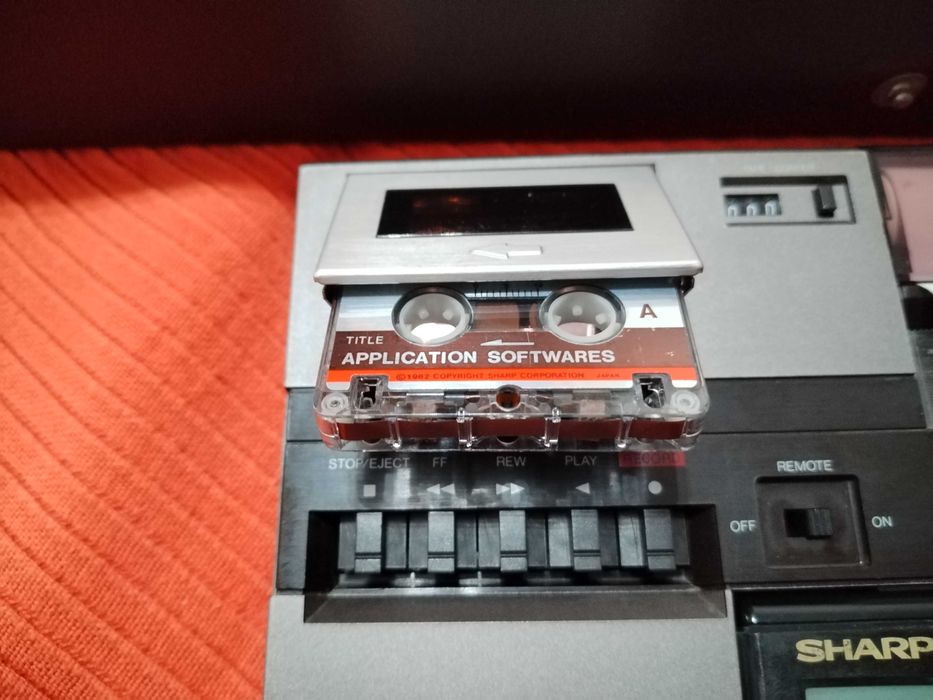 A
TITLE
APPLICATION SOFTWARES
©1982 COPYRIGHT SHARP CORPORATION JAPAN
STOP/EJECT FF REW PLAY RECORD
REMOTE
OFF ON
SHARP